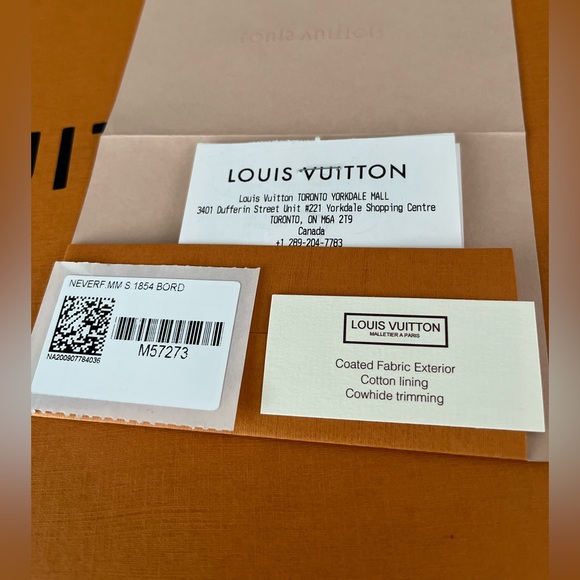 LOUIS VUITTON
LOUIS VUITTON
Louis Vuitton TORONTO YORKDALE MALL
3401 Dufferin Street Unit #221 Yorkdale Shopping Centre
TORONTO, ON M6A 2T9
Canada
+1 289-204-7783
NEVERF.MM S.1854 BORD
NA200907784036
M57273
LOUIS VUITTON
MALLETIER A PARIS
Coated Fabric Exterior
Cotton lining
Cowhide trimming